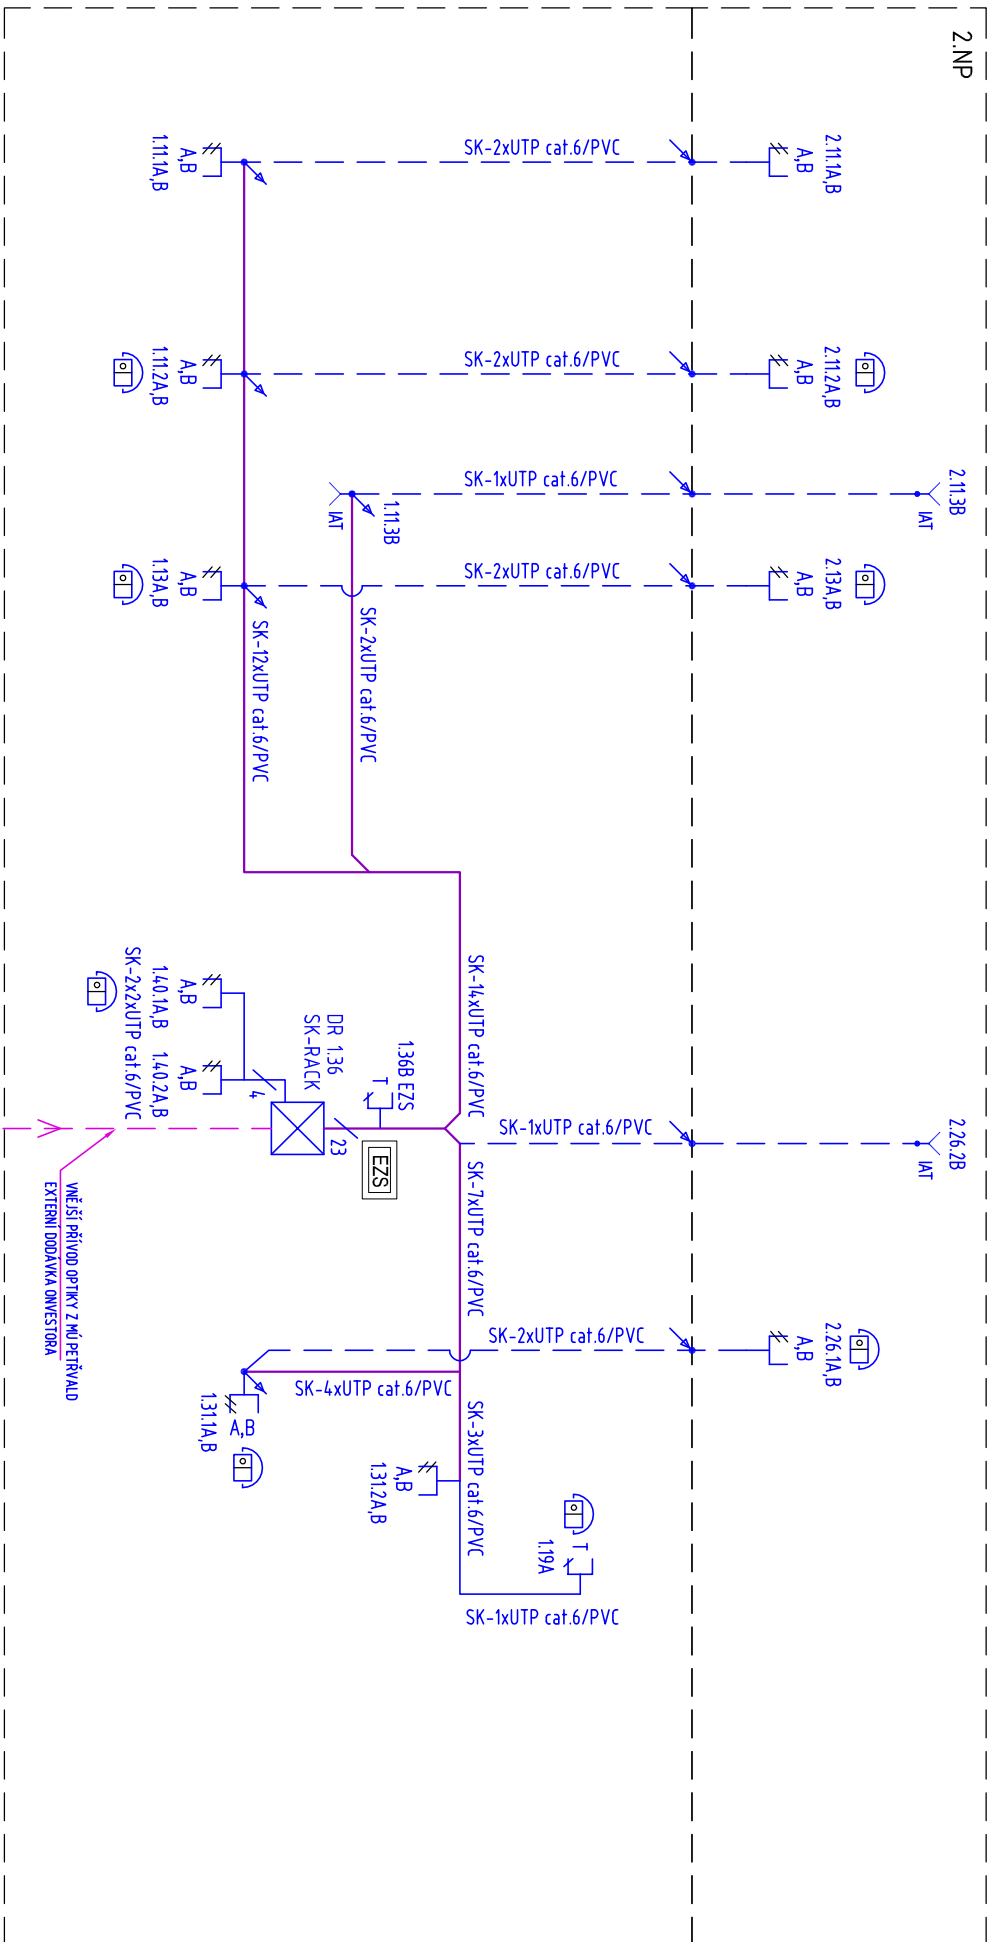 2.NP
2.11.1A,B
A,B
2.11.2A,B
A,B
2.11.3B
IAT
2.13A,B
A,B
2.26.2B
IAT
2.26.1A,B
A,B
SK-2xUTP cat.6/PVC
SK-2xUTP cat.6/PVC
SK-1xUTP cat.6/PVC
SK-2xUTP cat.6/PVC
SK-1xUTP cat.6/PVC
SK-2xUTP cat.6/PVC
SK-14xUTP cat.6/PVC
SK-7xUTP cat.6/PVC
SK-3xUTP cat.6/PVC
SK-1xUTP cat.6/PVC
T
1.19A
1.11.3B
IAT
SK-2xUTP cat.6/PVC
1.36B EZS
T
EZS
A,B
1.31.2A,B
DR 1.36
SK-RACK
23
4
SK-4xUTP cat.6/PVC
SK-12xUTP cat.6/PVC
A,B
1.11.1A,B
A,B
1.11.2A,B
A,B
1.13A,B
A,B
1.40.1A,B
A,B
1.40.2A,B
SK-2x2xUTP cat.6/PVC
A,B
1.31.1A,B
VNĚJŠÍ PŘÍVOD OPTIKY Z MÚ PETŘVALD
EXTERNÍ DODÁVKA ONVESTORA